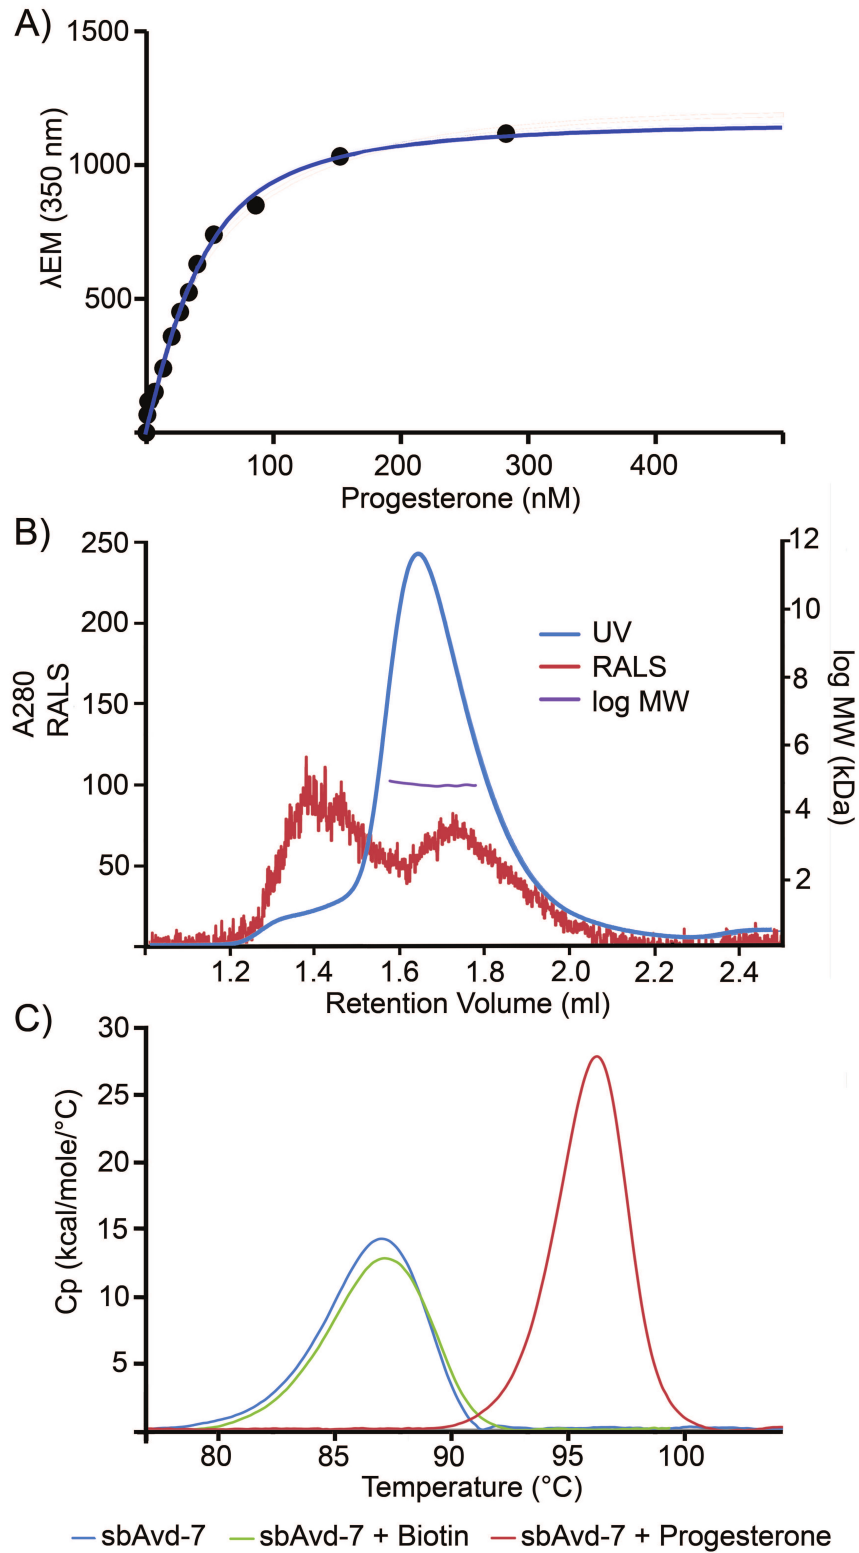 A)
1500
1000
500
λEM (350 nm)
100 200 300 400
Progesterone (nM)
B)
250
200
150
100
50
A280
RALS
12
10
8
6
4
2
log MW (kDa)
UV
RALS
log MW
1.2 1.4 1.6 1.8 2.0 2.2 2.4
Retention Volume (ml)
C)
30
25
20
15
10
5
Cp (kcal/mole/°C)
80 85 90 95 100
Temperature (°C)
sbAvd-7 sbAvd-7 + Biotin sbAvd-7 + Progesterone